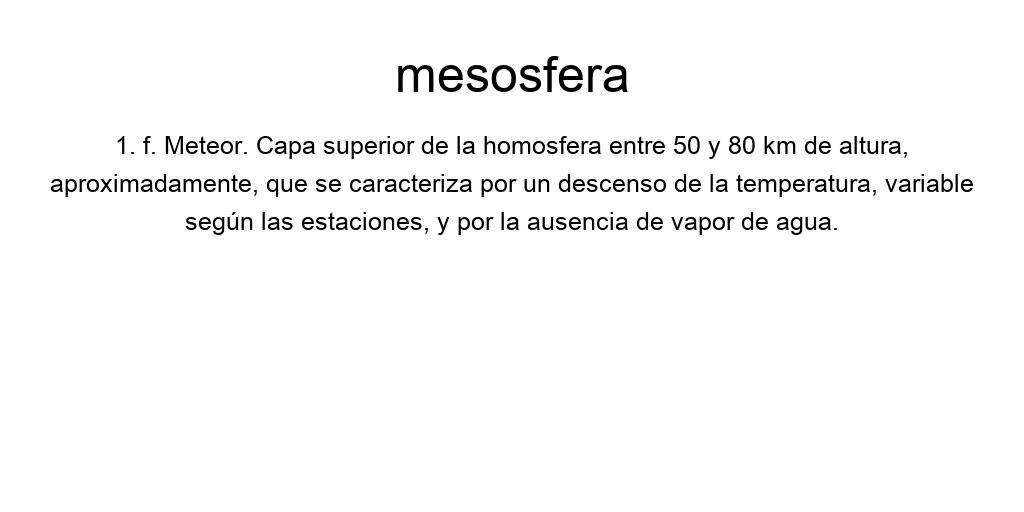 mesosfera
1. f. Meteor. Capa superior de la homosfera entre 50 y 80 km de altura,
aproximadamente, que se caracteriza por un descenso de la temperatura, variable
según las estaciones, y por la ausencia de vapor de agua.